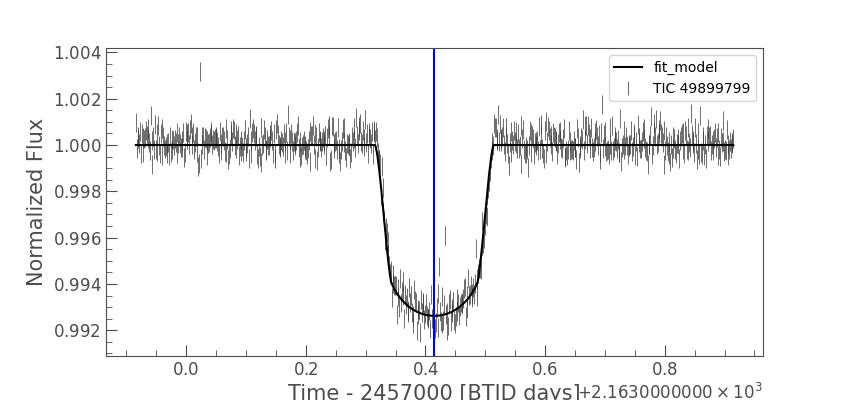 1.004
1.002
1.000
0.998
0.996
0.994
0.992
Normalized Flux
fit_model
TIC 49899799
0.0 0.2 0.4 0.6 0.8
Time - 2457000 [BTJD days]
+2.1630000000 × 10³